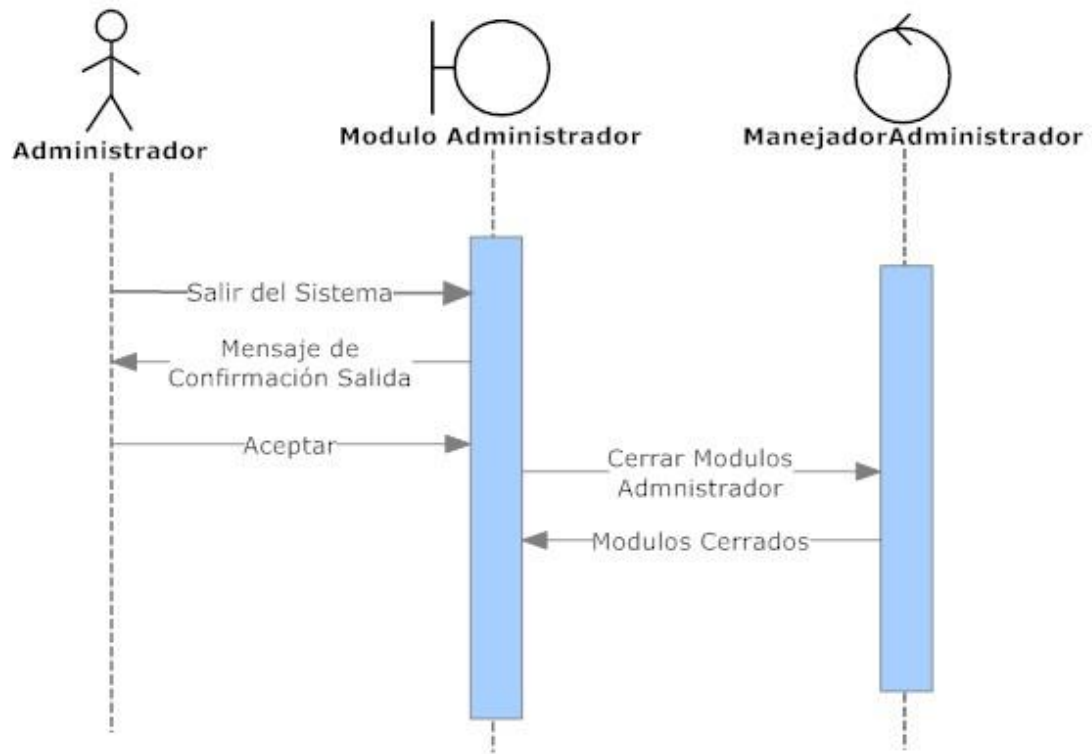 Administrador
Modulo Administrador
ManejadorAdministrador
Salir del Sistema
Mensaje de
Confirmación Salida
Aceptar
Cerrar Modulos
Admnistrador
Modulos Cerrados